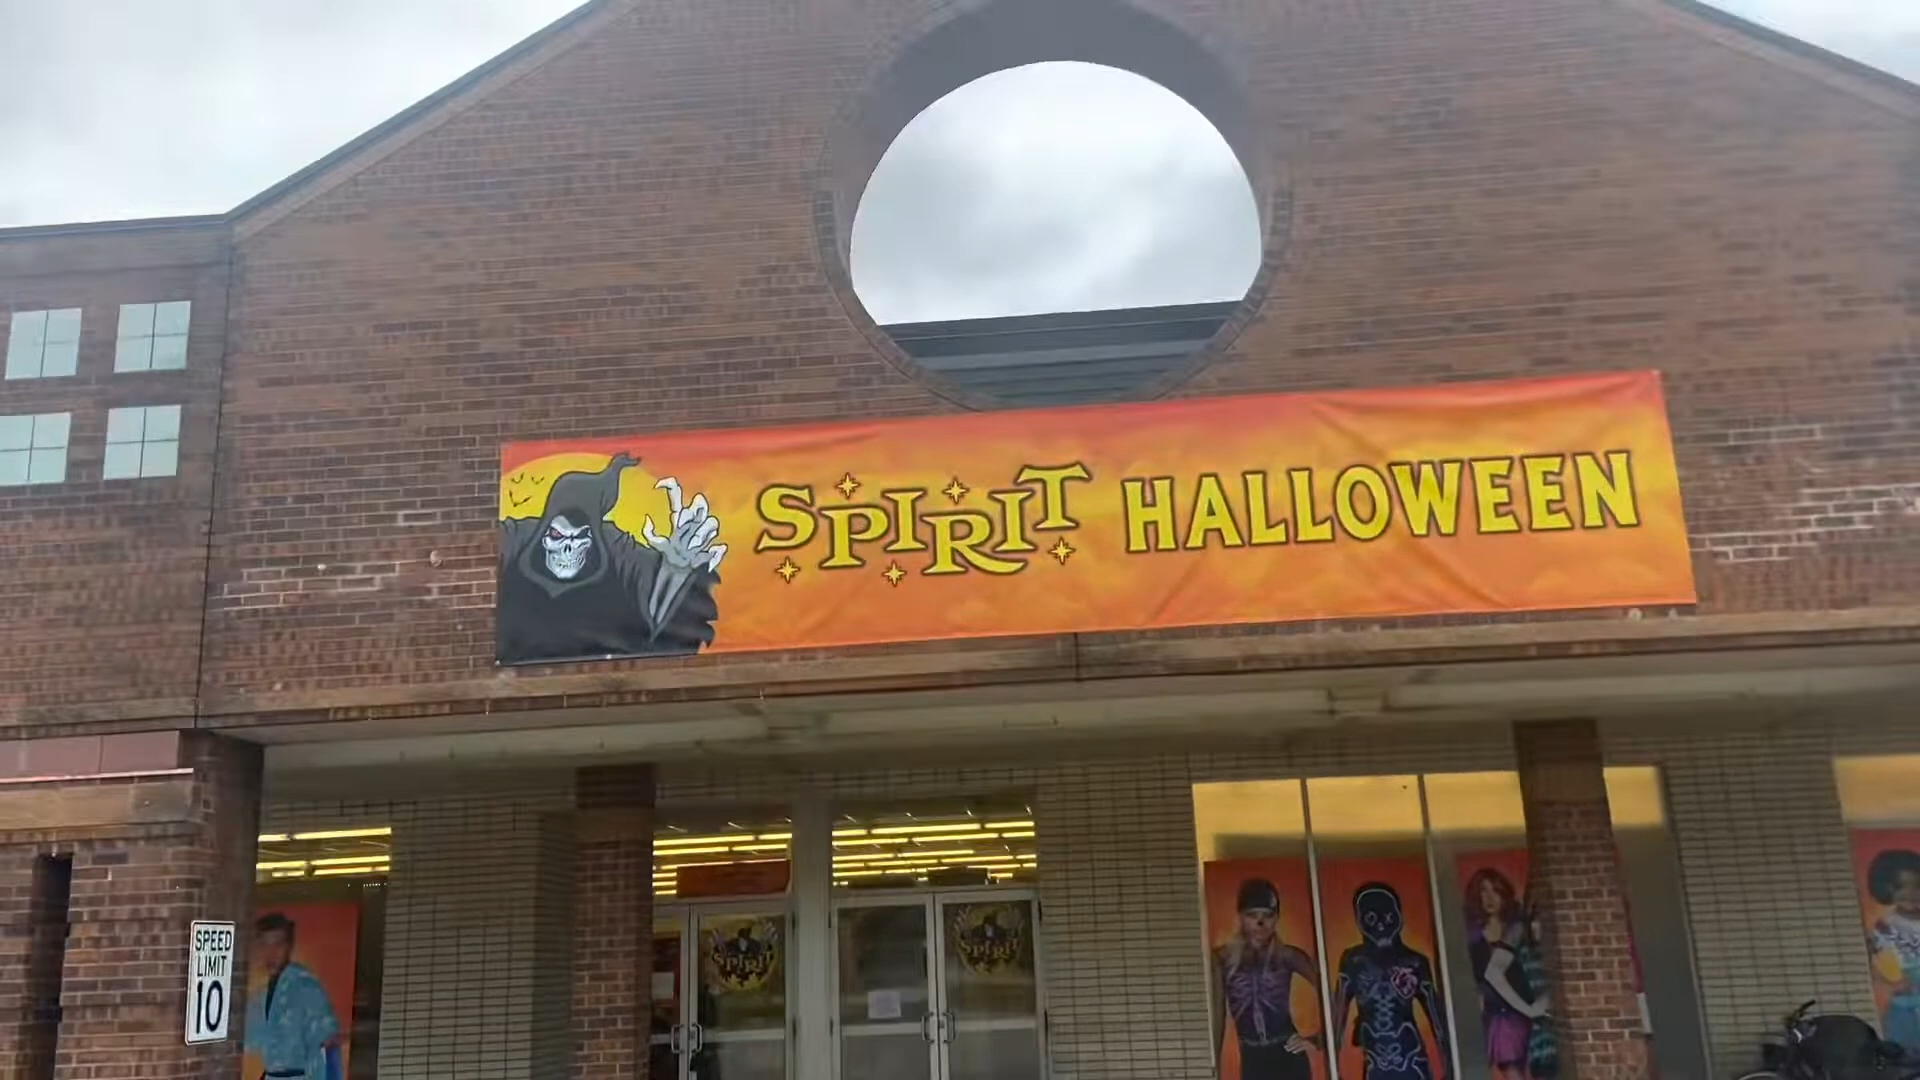 SPIRIT HALLOWEEN
SPEED
LIMIT
10
SPIRIT
SPIRIT